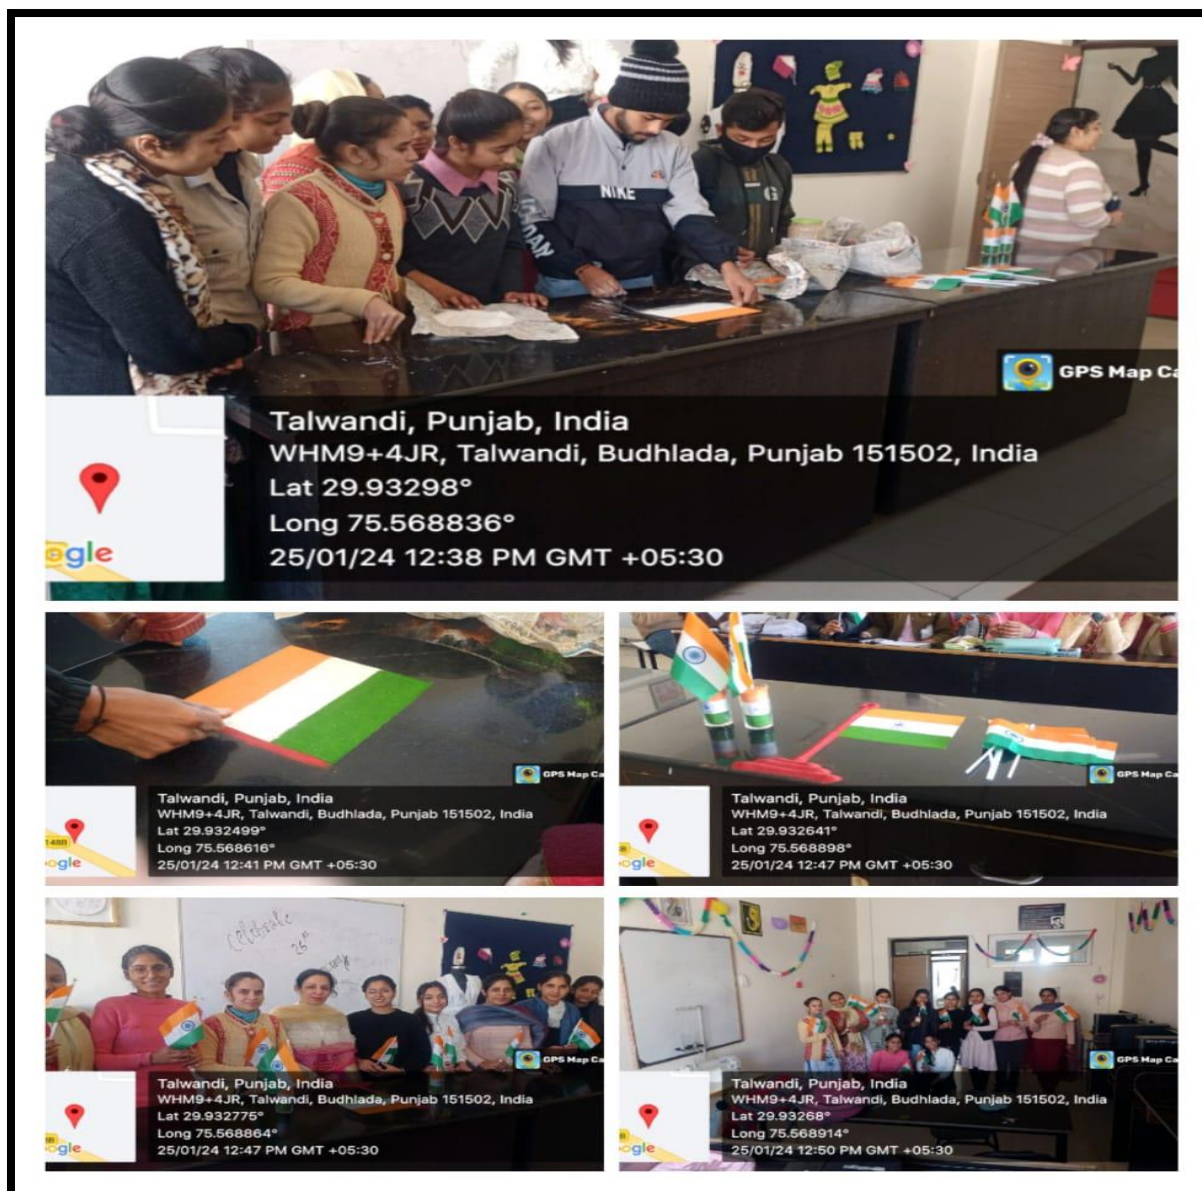 NIKE
G
GPS Map Ca
Talwandi, Punjab, India
WHM9+4JR, Talwandi, Budhlada, Punjab 151502, India
Lat 29.93298°
Long 75.568836°
25/01/24 12:38 PM GMT +05:30
ogle
GPS Map Ca
Talwandi, Punjab, India
WHM9+4JR, Talwandi, Budhlada, Punjab 151502, India
Lat 29.932499°
Long 75.568616°
25/01/24 12:41 PM GMT +05:30
148B
ogle
GPS Map Ca
Talwandi, Punjab, India
WHM9+4JR, Talwandi, Budhlada, Punjab 151502, India
Lat 29.932641°
Long 75.568898°
25/01/24 12:47 PM GMT +05:30
ogle
Celebrate
26th
GPS Map Ca
Talwandi, Punjab, India
WHM9+4JR, Talwandi, Budhlada, Punjab 151502, India
Lat 29.932775°
Long 75.568864°
25/01/24 12:47 PM GMT +05:30
ogle
GPS Map Ca
Talwandi, Punjab, India
WHM9+4JR, Talwandi, Budhlada, Punjab 151502, India
Lat 29.93268°
Long 75.568914°
25/01/24 12:50 PM GMT +05:30
ogle